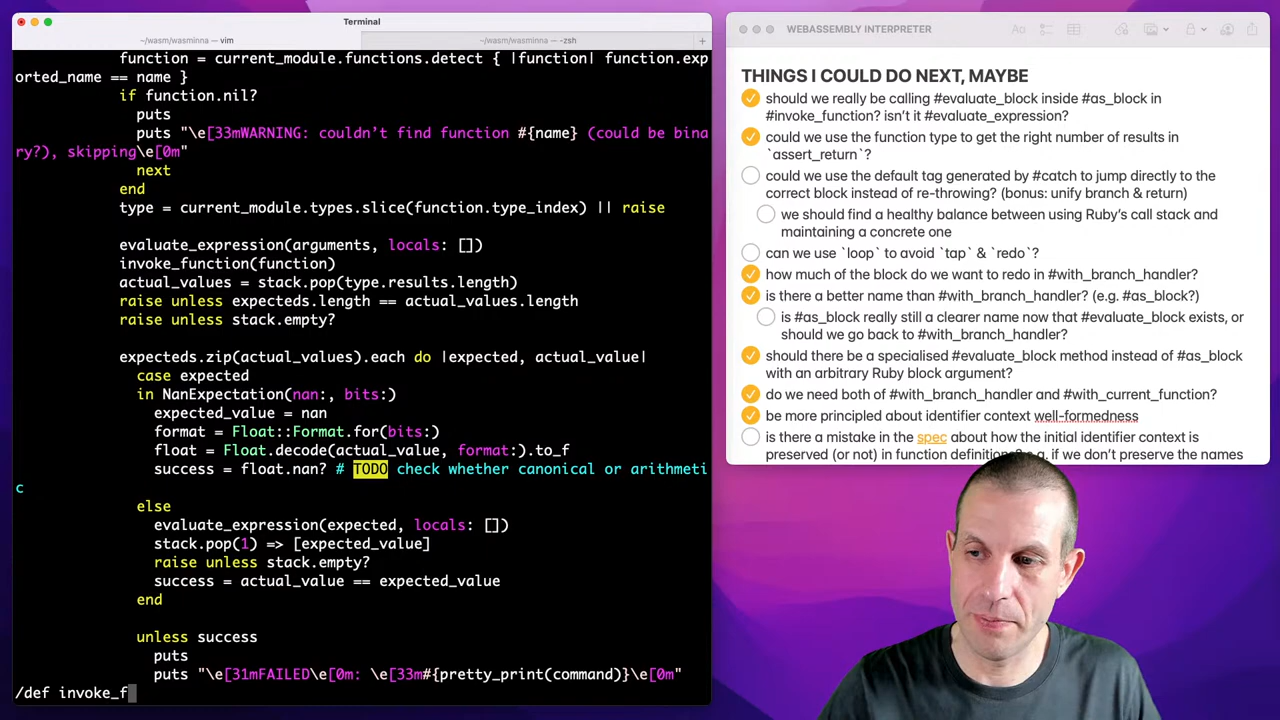 Terminal
~/wasm/wasminna — vim
~/wasm/wasminna — -zsh
+
function = current_module.functions.detect { |function| function.exp
orted_name == name }
if function.nil?
puts
puts "\e[33mWARNING: couldn't find function #{name} (could be bina
ry?), skipping\e[0m"
next
end
type = current_module.types.slice(function.type_index) || raise
evaluate_expression(arguments, locals: [])
invoke_function(function)
actual_values = stack.pop(type.results.length)
raise unless expecteds.length == actual_values.length
raise unless stack.empty?
expecteds.zip(actual_values).each do |expected, actual_value|
case expected
in NanExpectation(nan:, bits:)
expected_value = nan
format = Float::Format.for(bits:)
float = Float.decode(actual_value, format:).to_f
success = float.nan? # TODO check whether canonical or arithmeti
c
else
evaluate_expression(expected, locals: [])
stack.pop(1) => [expected_value]
raise unless stack.empty?
success = actual_value == expected_value
end
unless success
puts
puts "\e[31mFAILED\e[0m: \e[33m#{pretty_print(command)}\e[0m"
/def invoke_f
WEBASSEMBLY INTERPRETER
Aa
THINGS I COULD DO NEXT, MAYBE
should we really be calling #evaluate_block inside #as_block in
#invoke_function? isn't it #evaluate_expression?
could we use the function type to get the right number of results in
`assert_return`?
could we use the default tag generated by #catch to jump directly to the
correct block instead of re-throwing? (bonus: unify branch & return)
we should find a healthy balance between using Ruby's call stack and
maintaining a concrete one
can we use `loop` to avoid `tap` & `redo`?
how much of the block do we want to redo in #with_branch_handler?
is there a better name than #with_branch_handler? (e.g. #as_block?)
is #as_block really still a clearer name now that #evaluate_block exists, or
should we go back to #with_branch_handler?
should there be a specialised #evaluate_block method instead of #as_block
with an arbitrary Ruby block argument?
do we need both of #with_branch_handler and #with_current_function?
be more principled about identifier context well-formedness
is there a mistake in the spec about how the initial identifier context is
preserved (or not) in function definitions? e.g. if we don't preserve the names